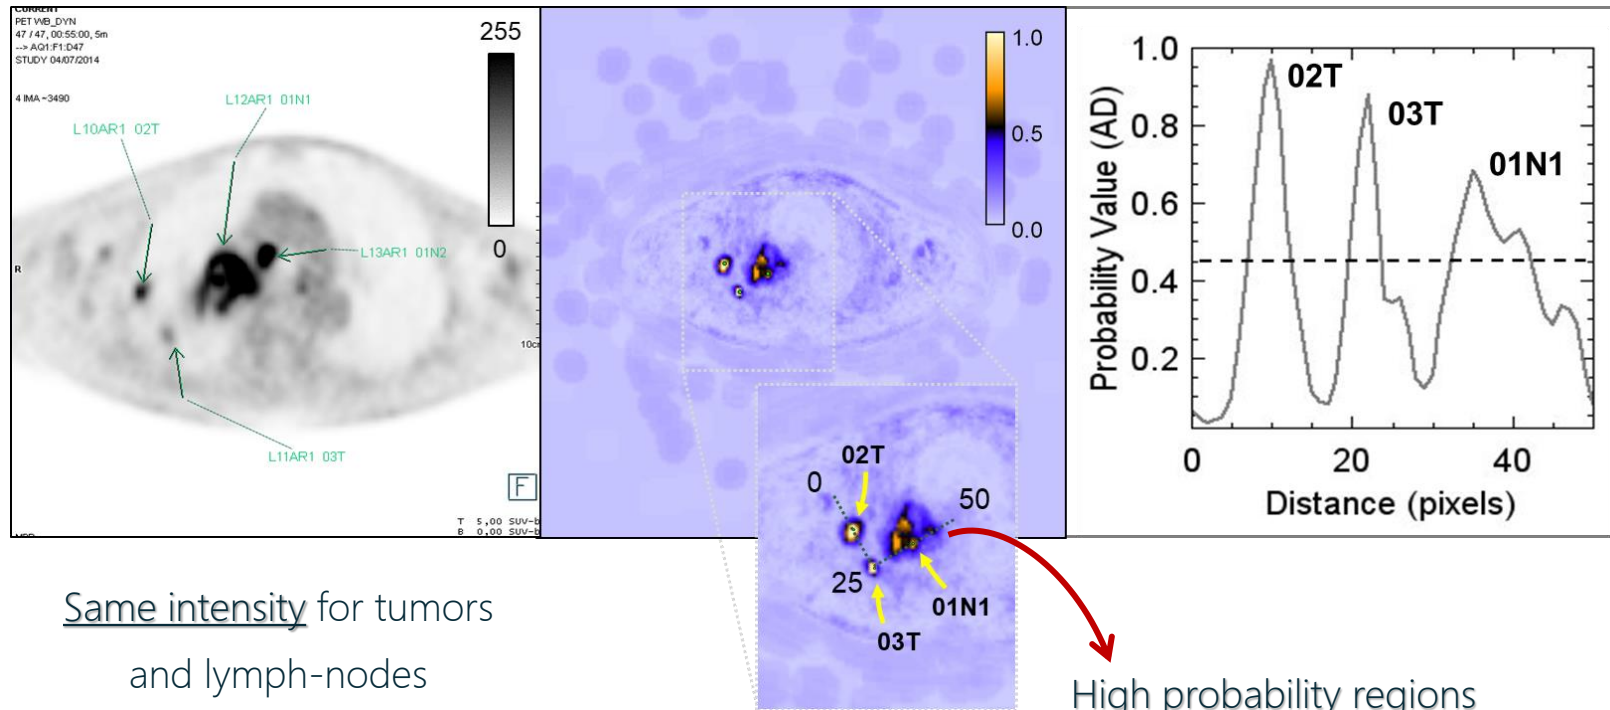 CURRENT
PET WB_DYN
47 / 47, 00:55:00, 5m
--> AQ1:F1:D47
STUDY 04/07/2014
4 IMA ~3490
255
0
L12AR1 01N1
L10AR1 02T
L13AR1 01N2
R
10cm
L11AR1 03T
F
T 5,00 SUV-b
B 0,00 SUV-b
1.0
0.5
0.0
02T
0
50
25
01N1
03T
1.0
0.8
0.6
0.4
0.2
Probability Value (AD)
02T
03T
01N1
0 20 40
Distance (pixels)
Same intensity for tumors
and lymph-nodes
High probability regions